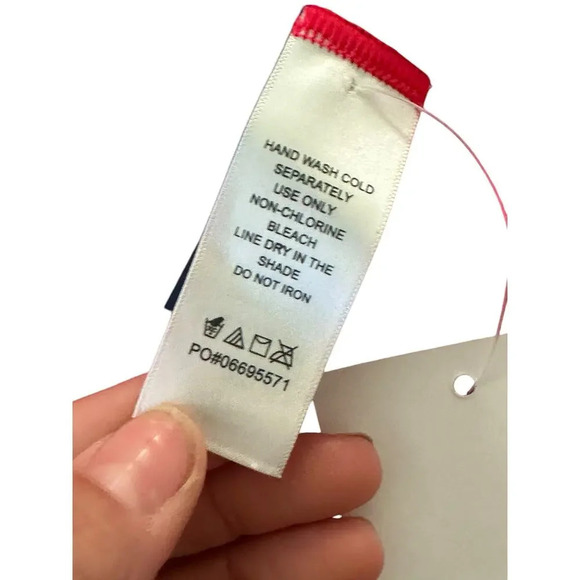 HAND WASH COLD
SEPARATELY
USE ONLY
NON-CHLORINE
BLEACH
LINE DRY IN THE
SHADE
DO NOT IRON
PO#06695571